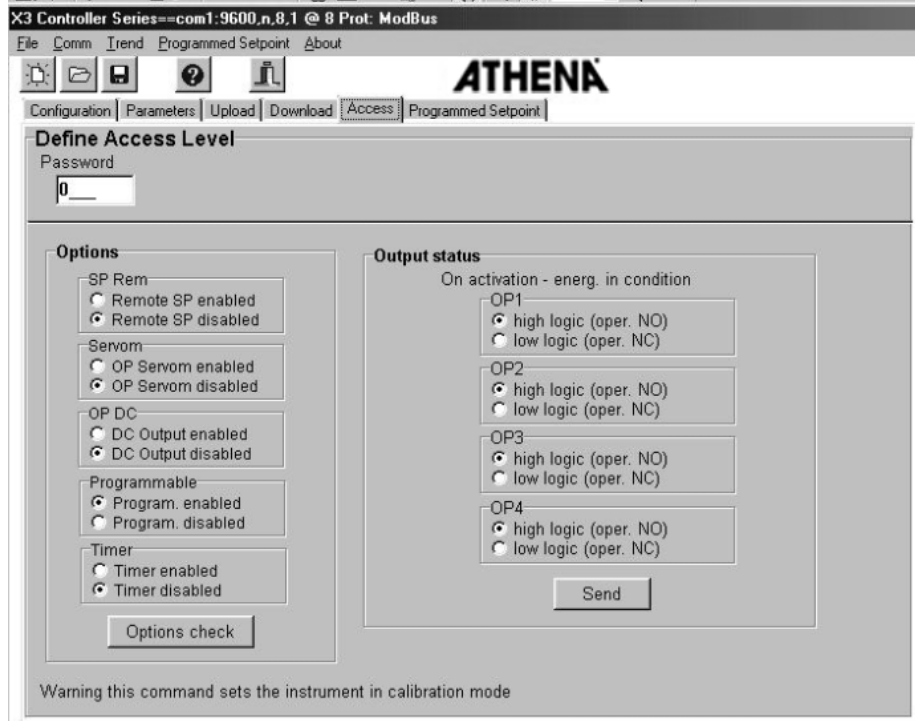 X3 Controller Series==com1:9600,n,8,1 @ 8 Prot: ModBus
File Comm Trend Programmed Setpoint About
ATHENA
Configuration Parameters Upload Download Access Programmed Setpoint
Define Access Level
Password
0___
Options
SP Rem
Remote SP enabled
Remote SP disabled
Servom
OP Servom enabled
OP Servom disabled
OP DC
DC Output enabled
DC Output disabled
Programmable
Program. enabled
Program. disabled
Timer
Timer enabled
Timer disabled
Options check
Output status
On activation - energ. in condition
OP1
high logic (oper. NO)
low logic (oper. NC)
OP2
high logic (oper. NO)
low logic (oper. NC)
OP3
high logic (oper. NO)
low logic (oper. NC)
OP4
high logic (oper. NO)
low logic (oper. NC)
Send
Warning this command sets the instrument in calibration mode